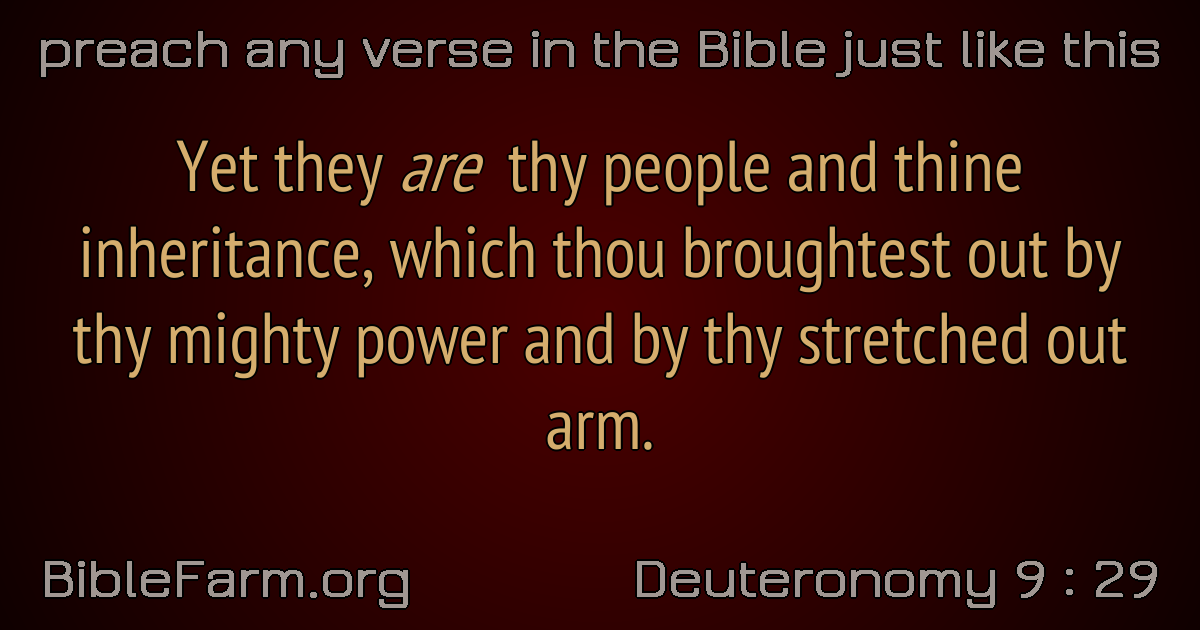 preach any verse in the Bible just like this
Yet they are thy people and thine
inheritance, which thou broughtest out by
thy mighty power and by thy stretched out
arm.
BibleFarm.org
Deuteronomy 9 : 29